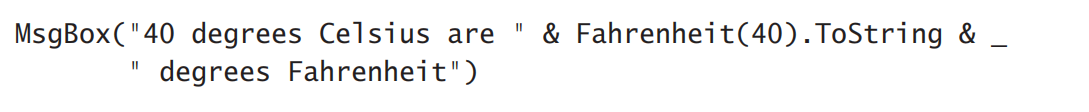 MsgBox("40 degrees Celsius are " & Fahrenheit(40).ToString & _
" degrees Fahrenheit")